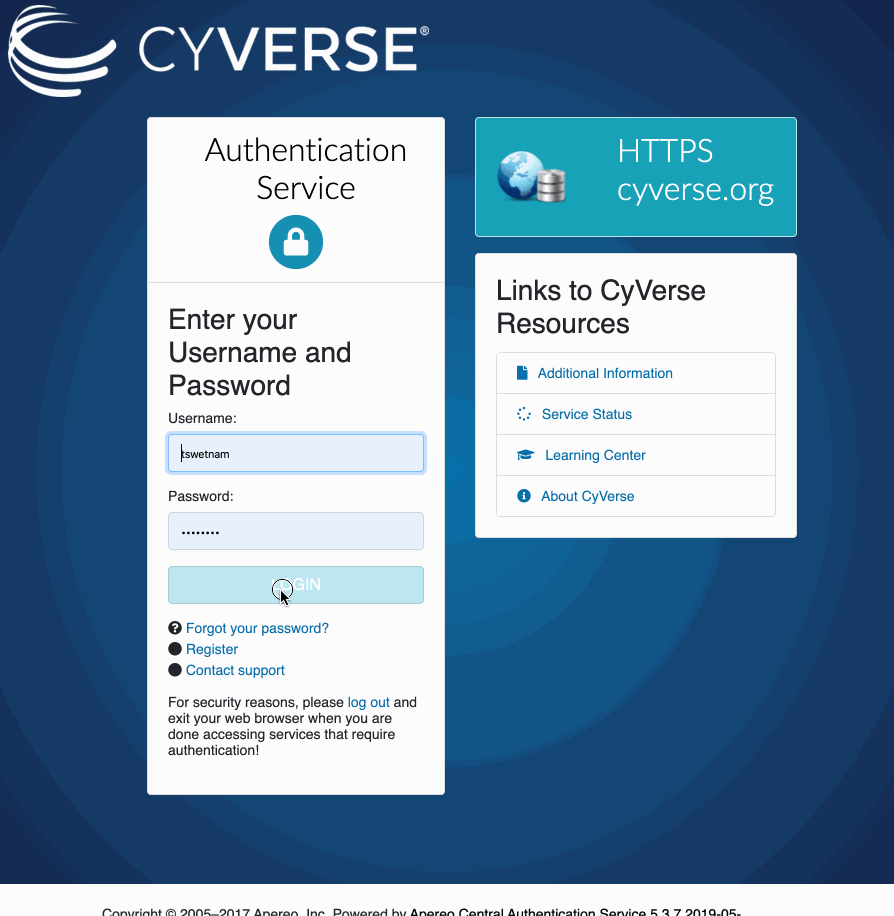 CYVERSE®
Authentication
Service
Enter your
Username and
Password
Username:
tswetnam
Password:
••••••••
LOGIN
Forgot your password?
Register
Contact support
For security reasons, please log out and
exit your web browser when you are
done accessing services that require
authentication!
HTTPS
cyverse.org
Links to CyVerse
Resources
Additional Information
Service Status
Learning Center
About CyVerse
Copyright © 2005–2017 Apereo, Inc. Powered by Apereo Central Authentication Service 5.3.7 2019-05-